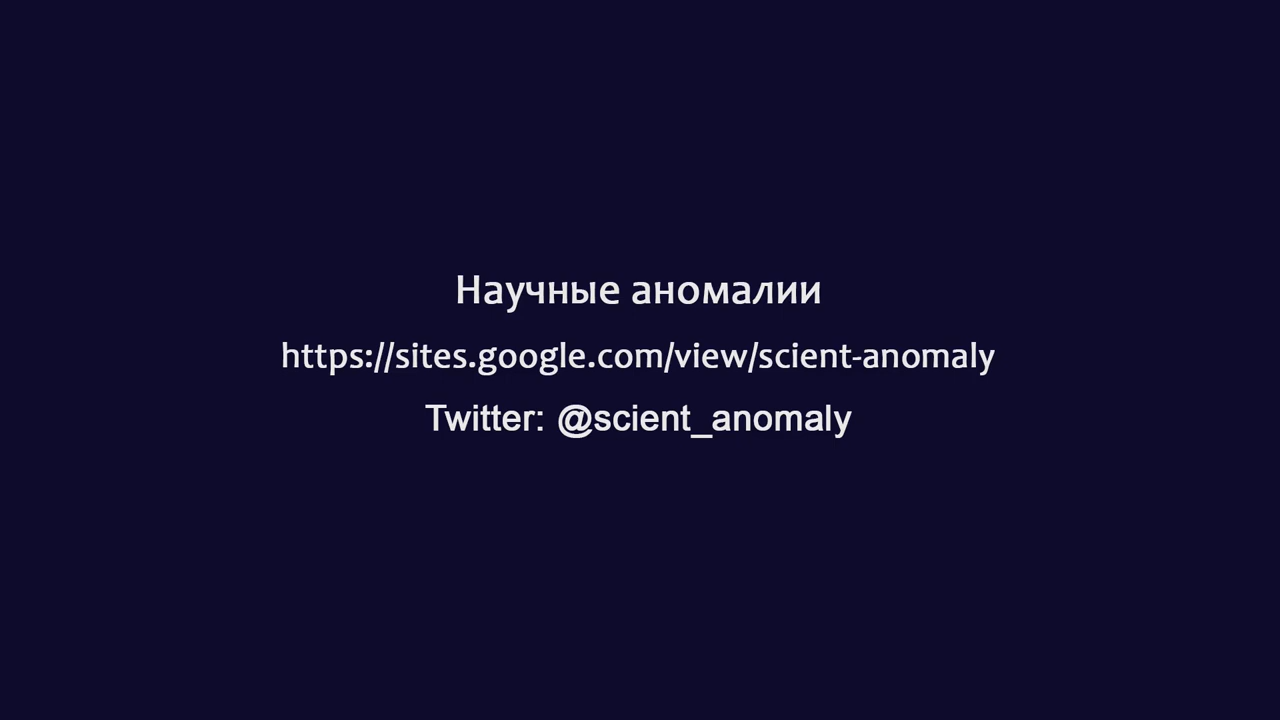 Научные аномалии
https://sites.google.com/view/scient-anomaly
Twitter: @scient_anomaly